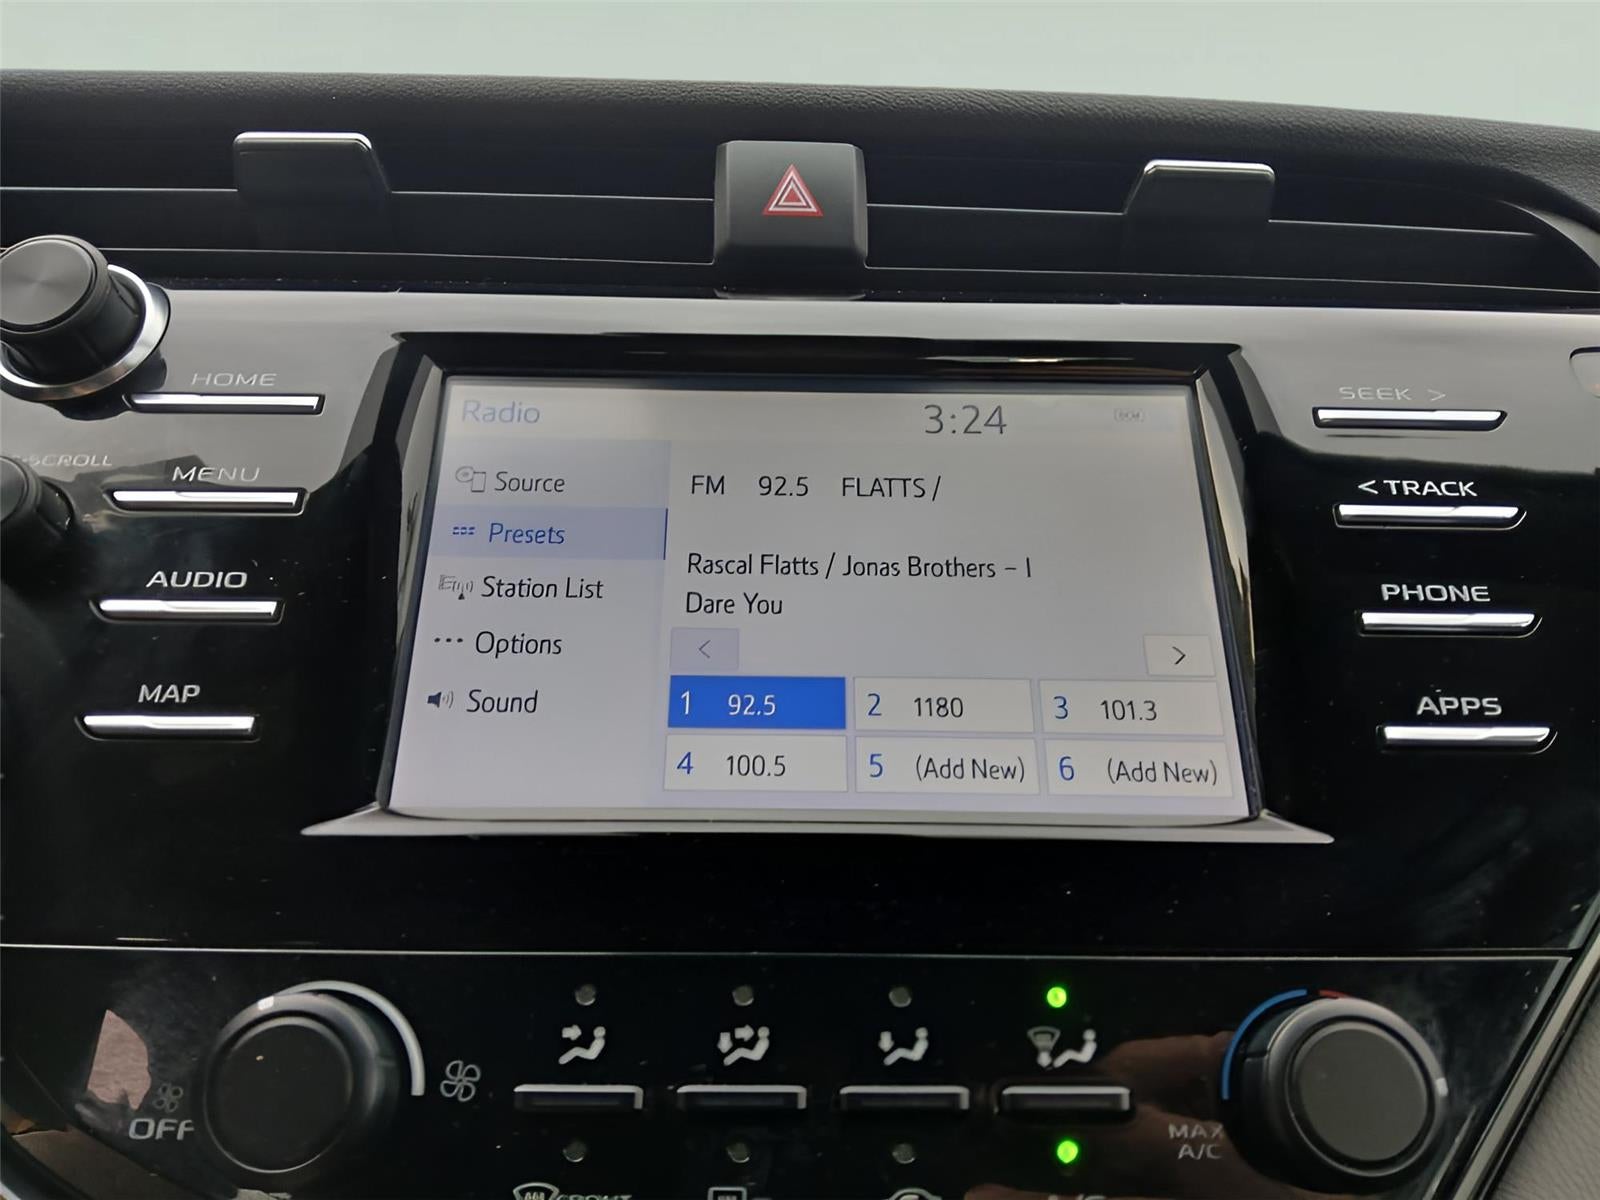 HOME
SEEK >
Radio
3:24
DCM
SCROLL
MENU
Source
FM 92.5 FLATTS /
< TRACK
Presets
Rascal Flatts / Jonas Brothers - I
Dare You
AUDIO
Station List
PHONE
Options
<
>
MAP
Sound
1 92.5
2 1180
3 101.3
APPS
4 100.5
5 (Add New)
6 (Add New)
OFF
MAX
A/C
FRONT
A/C